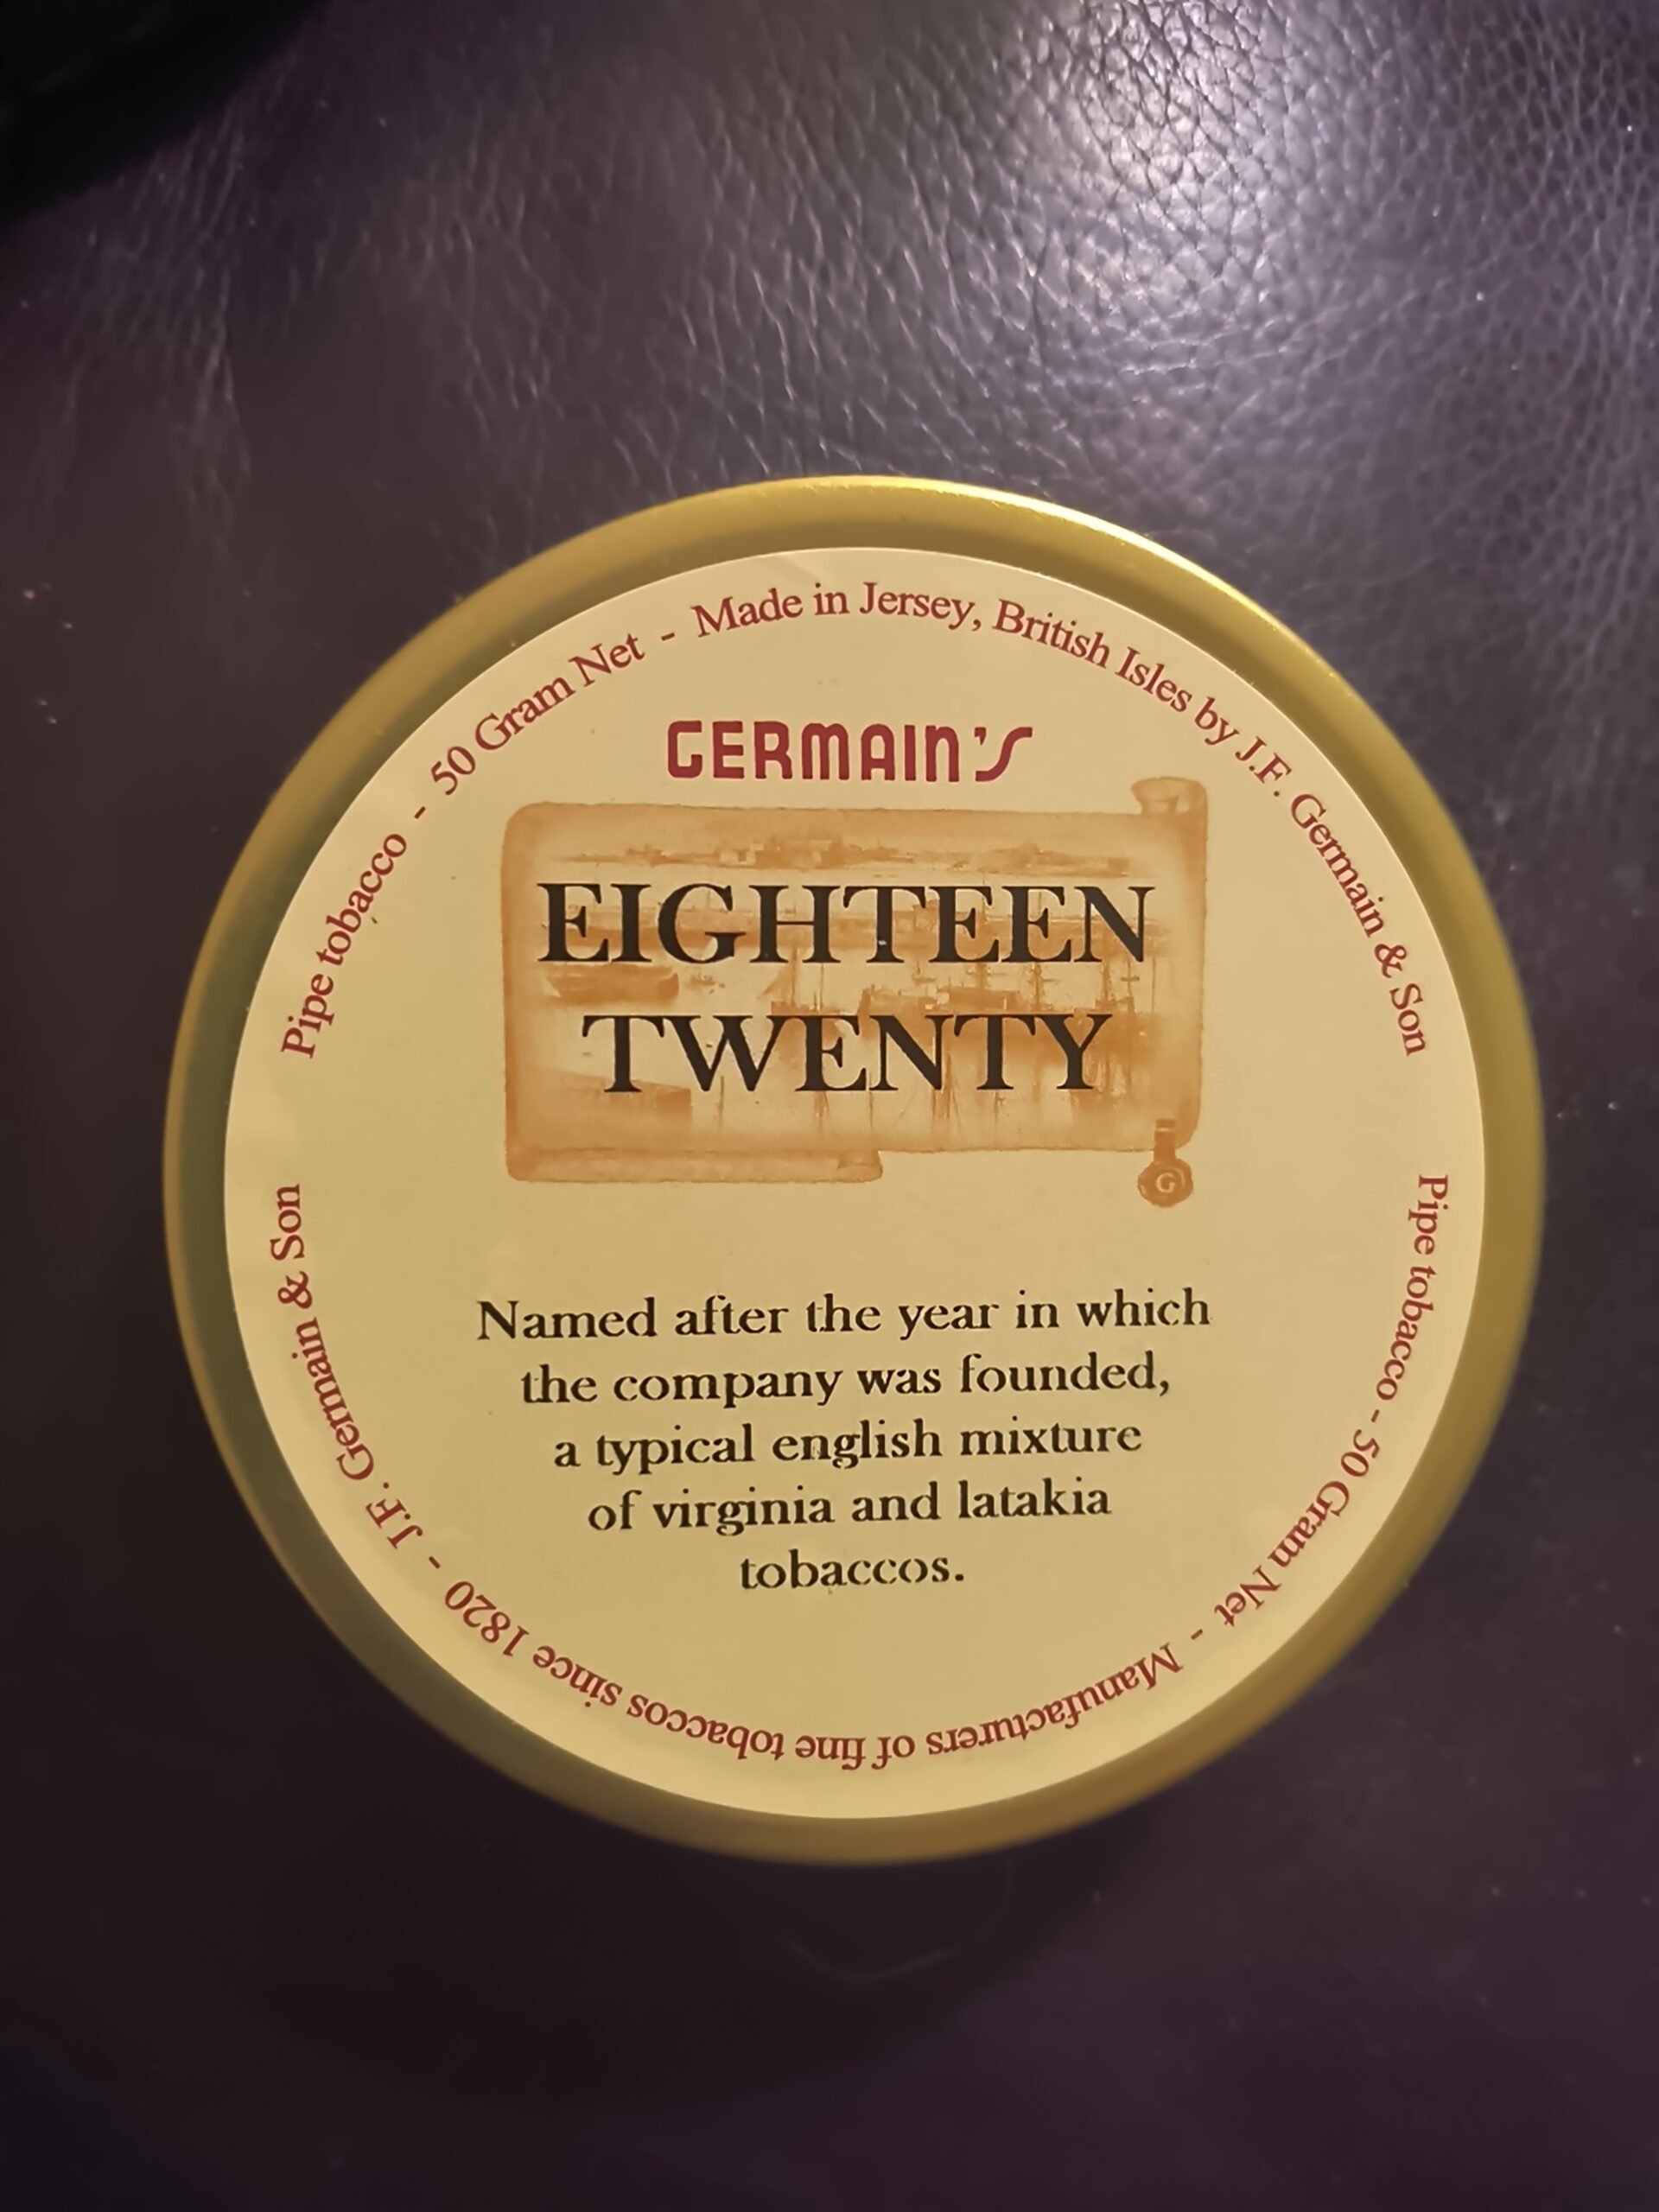 Pipe tobacco - 50 Gram Net - Made in Jersey, British Isles by J.F. Germain & Son
GERMAIN'S
EIGHTEEN
TWENTY
G
Named after the year in which
the company was founded,
a typical english mixture
of virginia and latakia
tobaccos.
Pipe tobacco - 50 Gram Net - Manufacturers of fine tobaccos since 1820 - J.F. Germain & Son